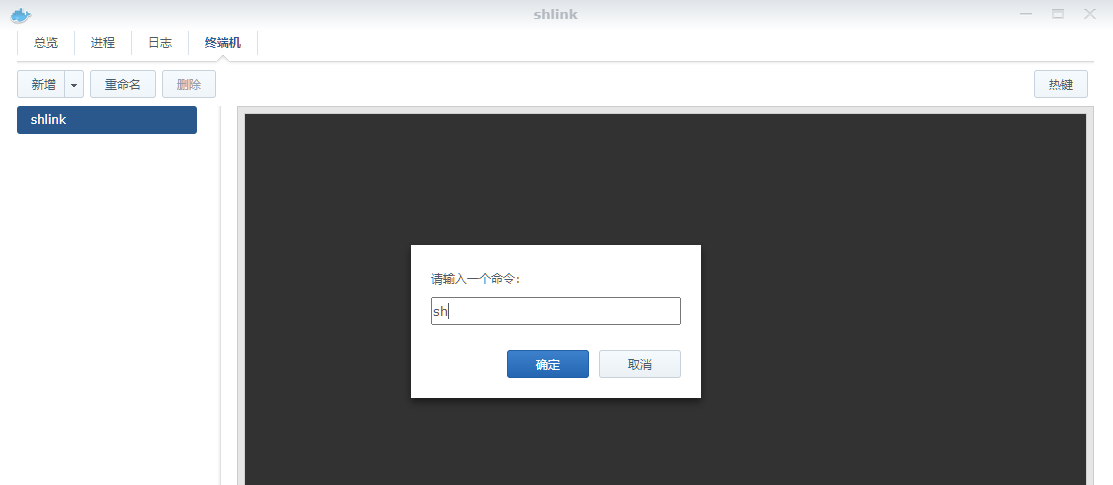 shlink
总览 进程 日志 终端机
新增 重命名 删除 热键
shlink
请输入一个命令：
sh
确定 取消